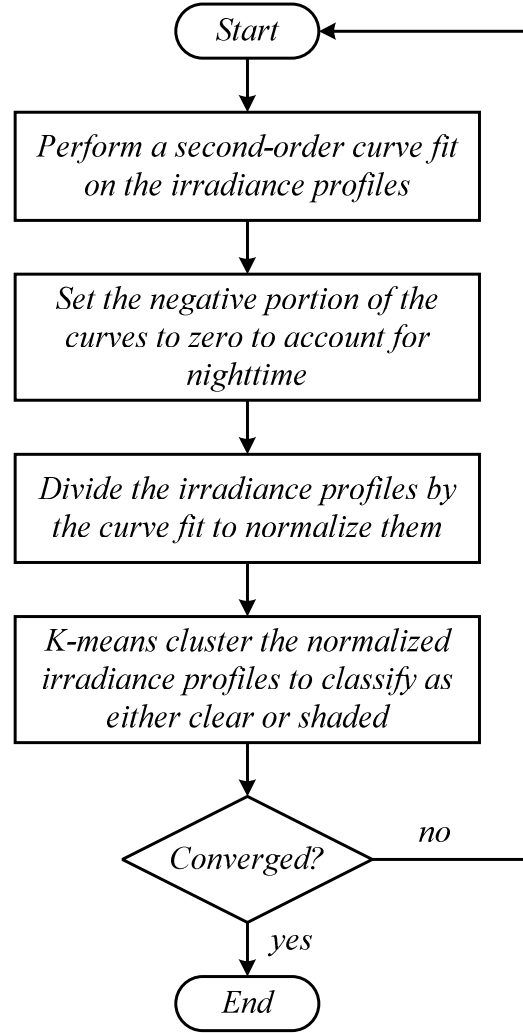 Start
Perform a second-order curve fit
on the irradiance profiles
Set the negative portion of the
curves to zero to account for
nighttime
Divide the irradiance profiles by
the curve fit to normalize them
K-means cluster the normalized
irradiance profiles to classify as
either clear or shaded
Converged?
no
yes
End